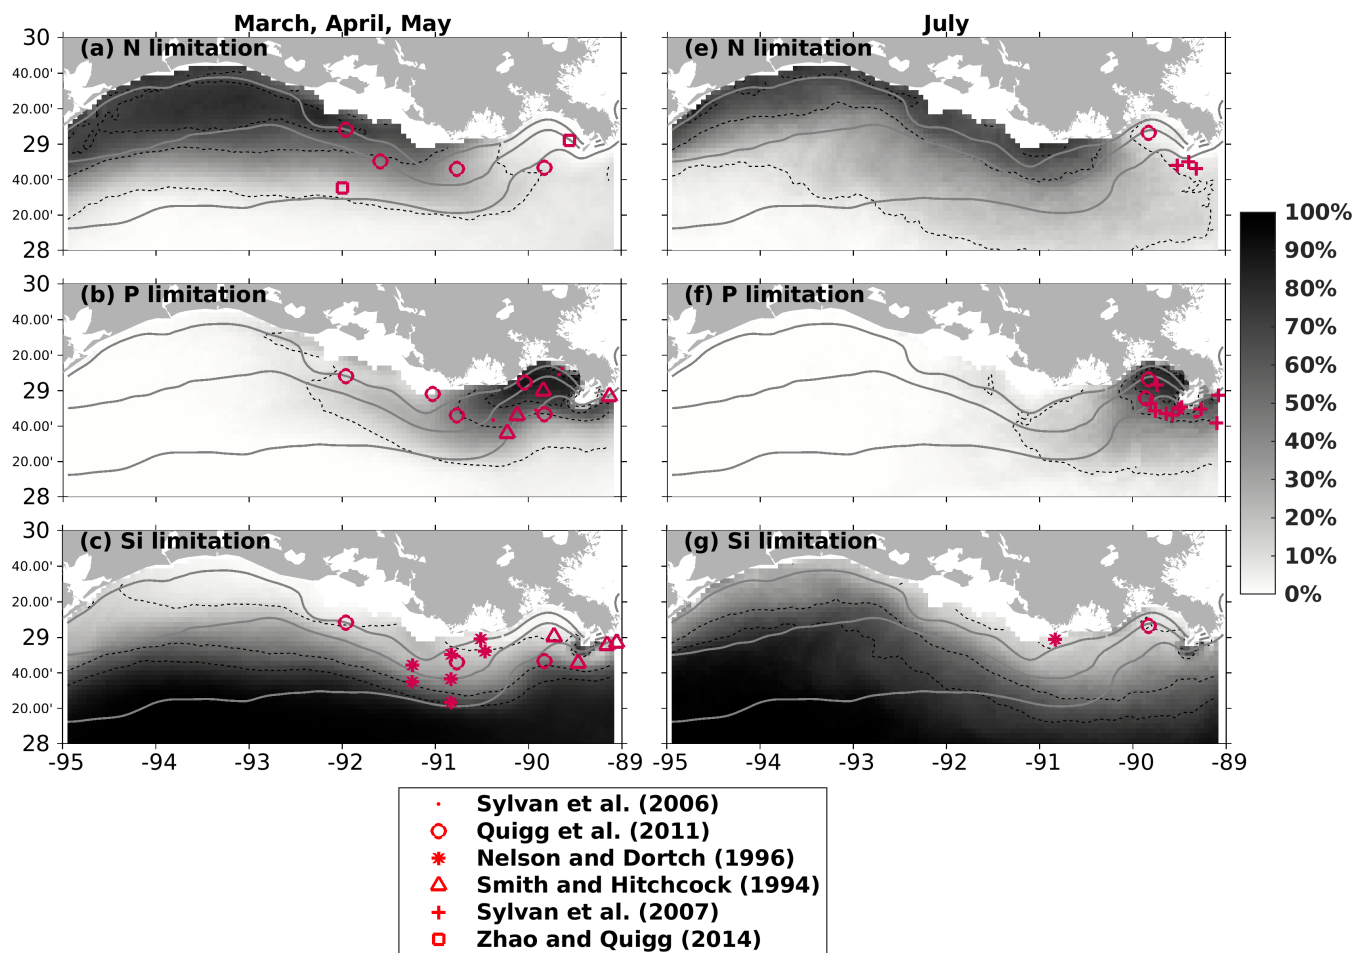 March, April, May
July
(a) N limitation
(e) N limitation
30
40.00'
20.00'
29
40.00'
20.00'
28
(b) P limitation
(f) P limitation
30
40.00'
20.00'
29
40.00'
20.00'
28
(c) Si limitation
(g) Si limitation
30
40.00'
20.00'
29
40.00'
20.00'
28
-95 -94 -93 -92 -91 -90 -89
-95 -94 -93 -92 -91 -90 -89
100%
90%
80%
70%
60%
50%
40%
30%
20%
10%
0%
Sylvan et al. (2006)
Quigg et al. (2011)
Nelson and Dortch (1996)
Smith and Hitchcock (1994)
Sylvan et al. (2007)
Zhao and Quigg (2014)